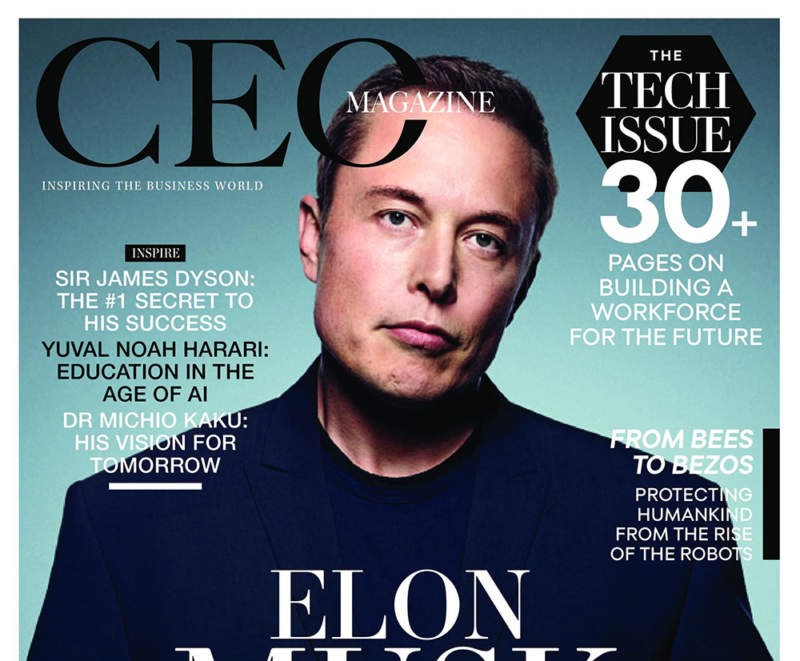 CEO
MAGAZINE
INSPIRING THE BUSINESS WORLD
THE
TECH
ISSUE
30+
PAGES ON
BUILDING A
WORKFORCE
FOR THE FUTURE
INSPIRE
SIR JAMES DYSON:
THE #1 SECRET TO
HIS SUCCESS
YUVAL NOAH HARARI:
EDUCATION IN THE
AGE OF AI
DR MICHIO KAKU:
HIS VISION FOR
TOMORROW
FROM BEES
TO BEZOS
PROTECTING
HUMANKIND
FROM THE RISE
OF THE ROBOTS
ELON
MUSK